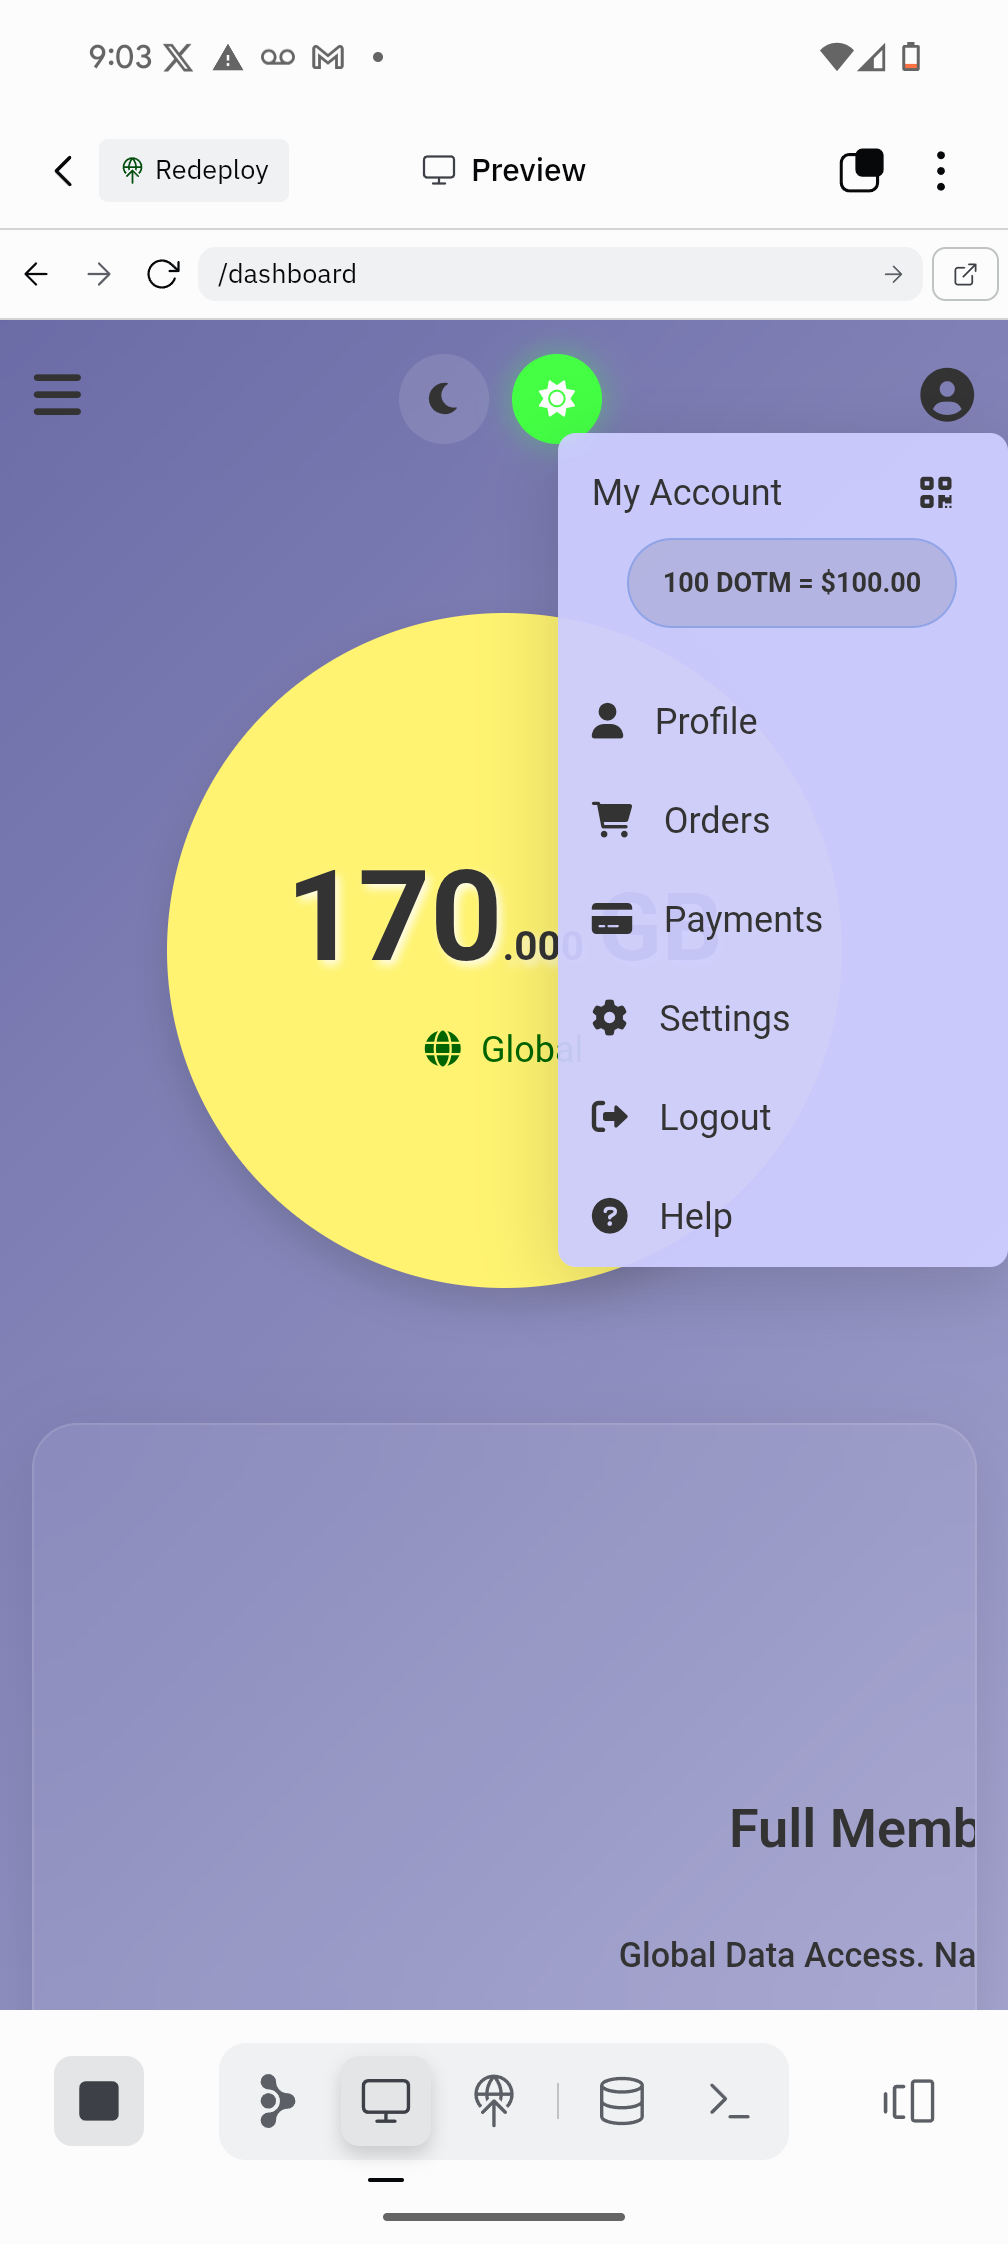 9:03
Redeploy
Preview
/dashboard
My Account
100 DOTM = $100.00
Profile
Orders
170.000 GB
Payments
Settings
Global
Logout
Help
Full Memb
Global Data Access. Na